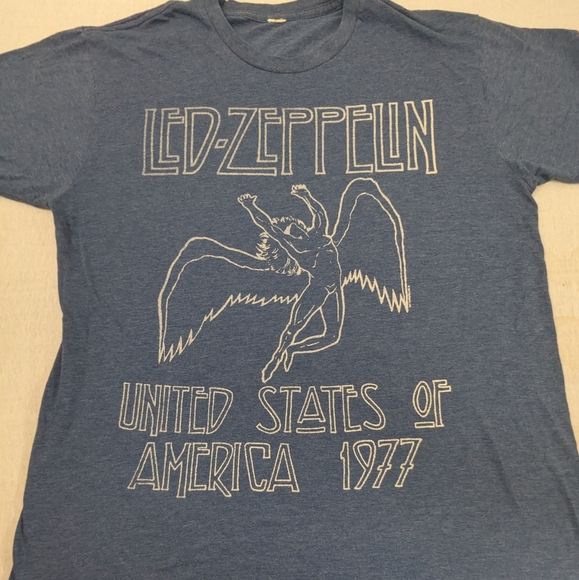 LED-ZEPPELIN
UNITED STATES OF
AMERICA 1977